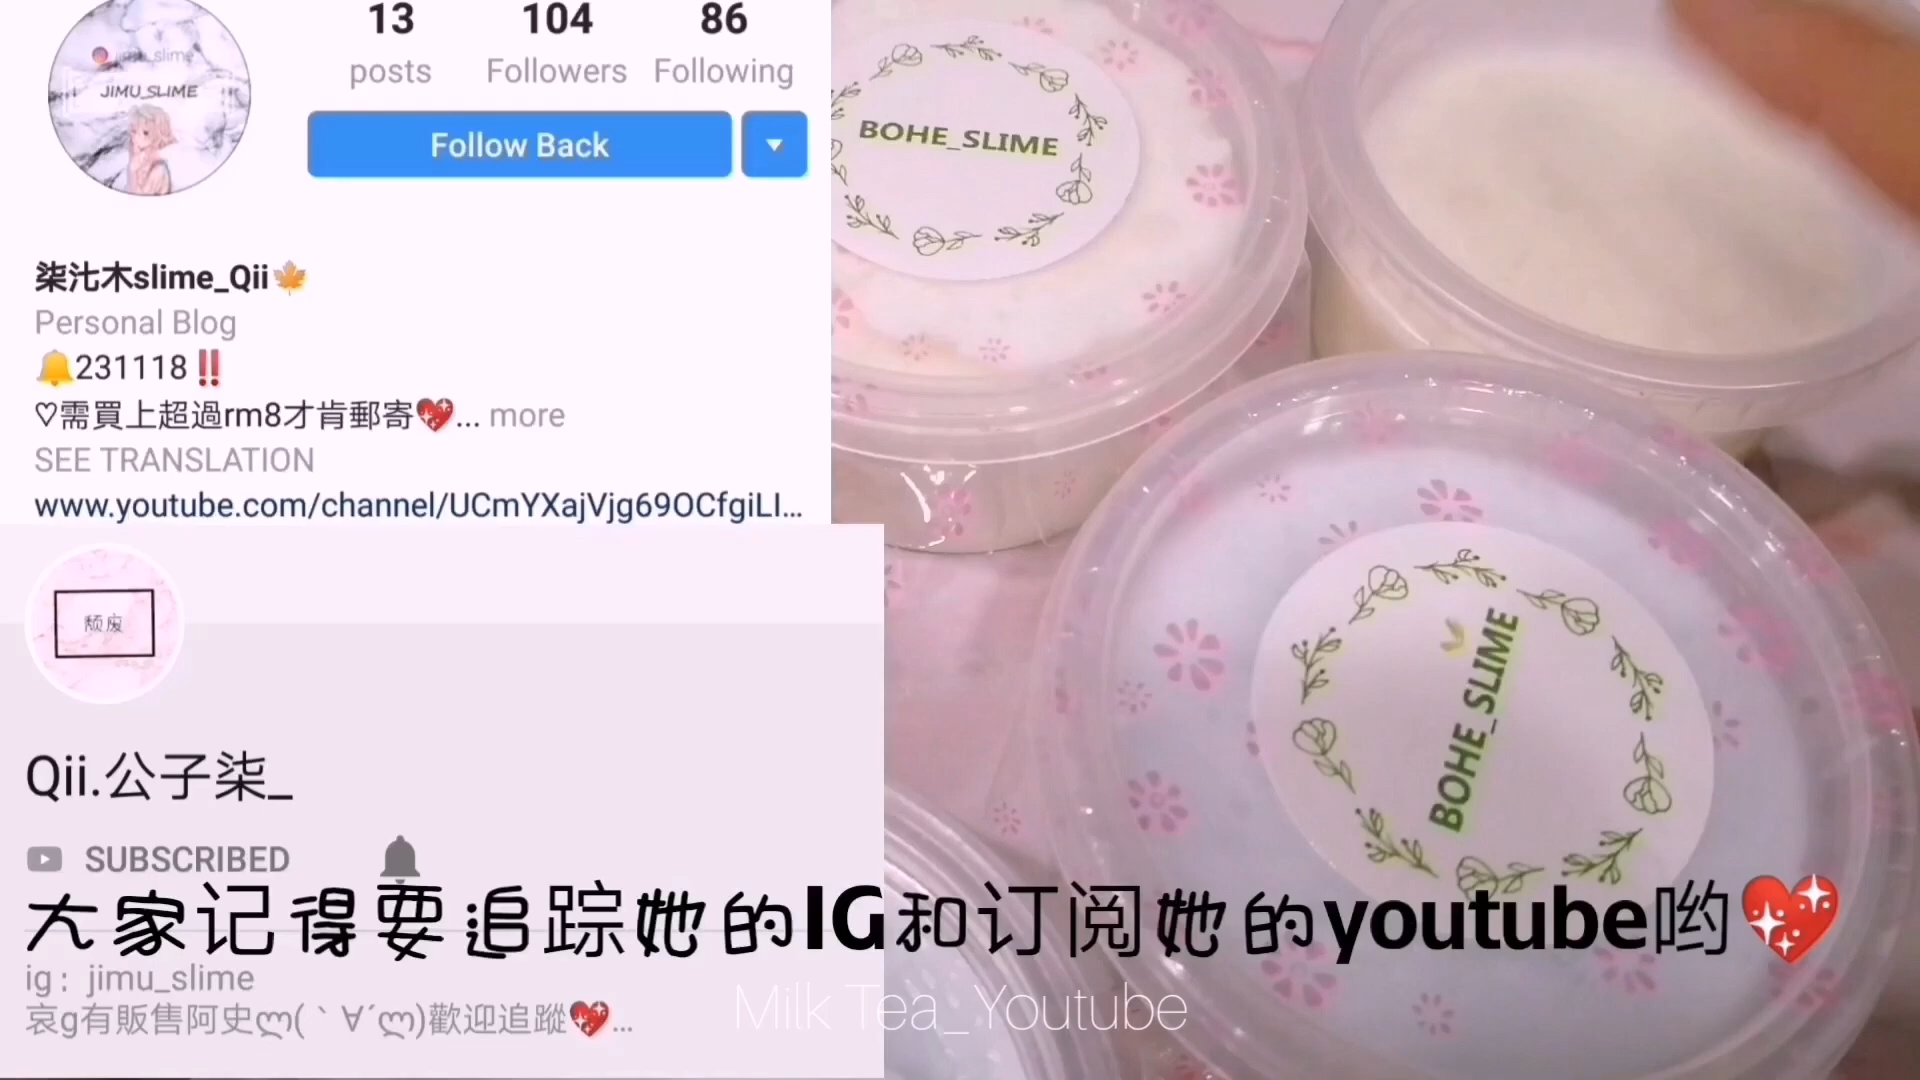 13 104 86
posts Followers Following
jimu_slime
JIMU_SLIME
Follow Back
柒氿木slime_Qii🍁
Personal Blog
🔔231118‼️
♡需買上超過rm8才肯郵寄💖... more
SEE TRANSLATION
www.youtube.com/channel/UCmYXajVjg69OCfgiLI...
颓废
Qii.公子柒_
SUBSCRIBED
BOHE_SLIME
BOHE_SLIME
大家记得要追踪她的IG和订阅她的youtube哟💖
ig : jimu_slime
哀g有販售阿史ლ(｀∀´ლ)歡迎追蹤💖...
Milk Tea_Youtube